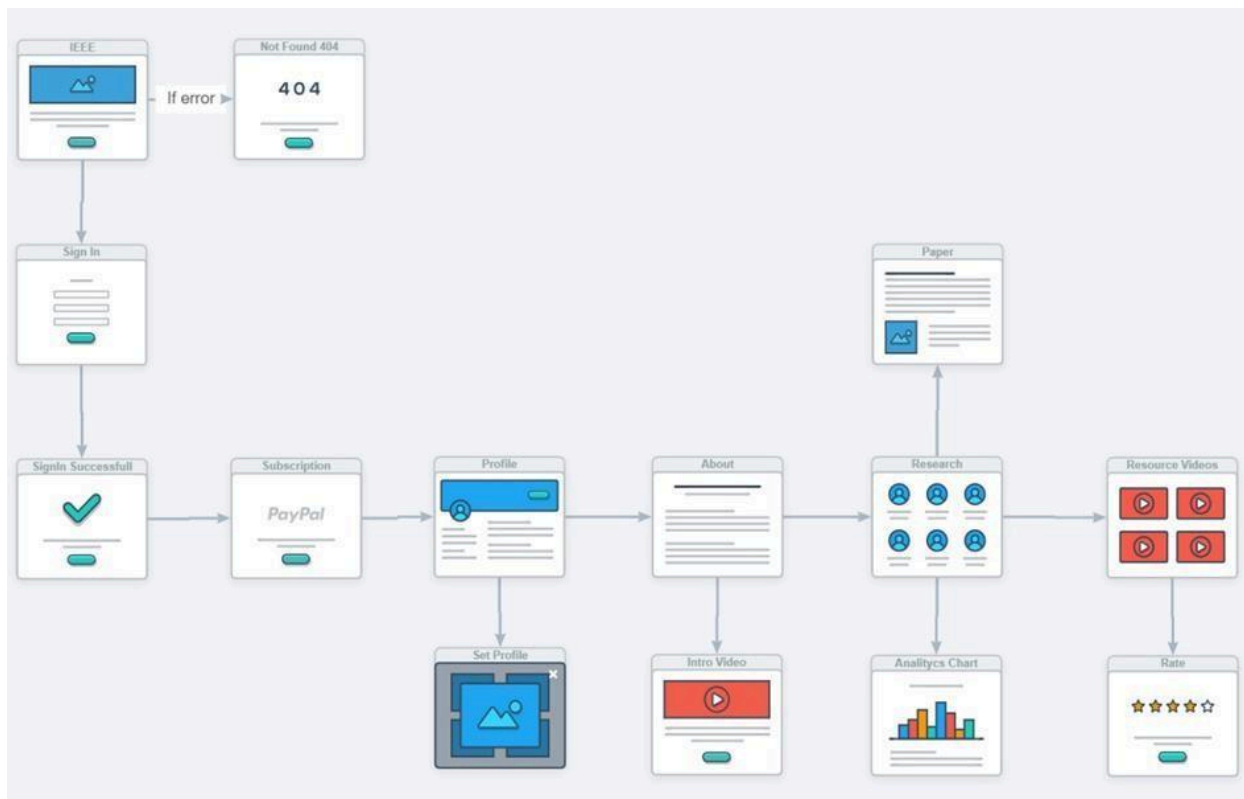 IEEE
Not Found 404
404
If error
Sign In
Paper
SignIn Successfull
Subscription
PayPal
Profile
About
Research
Resource Videos
Set Profile
Intro Video
Analitycs Chart
Rate